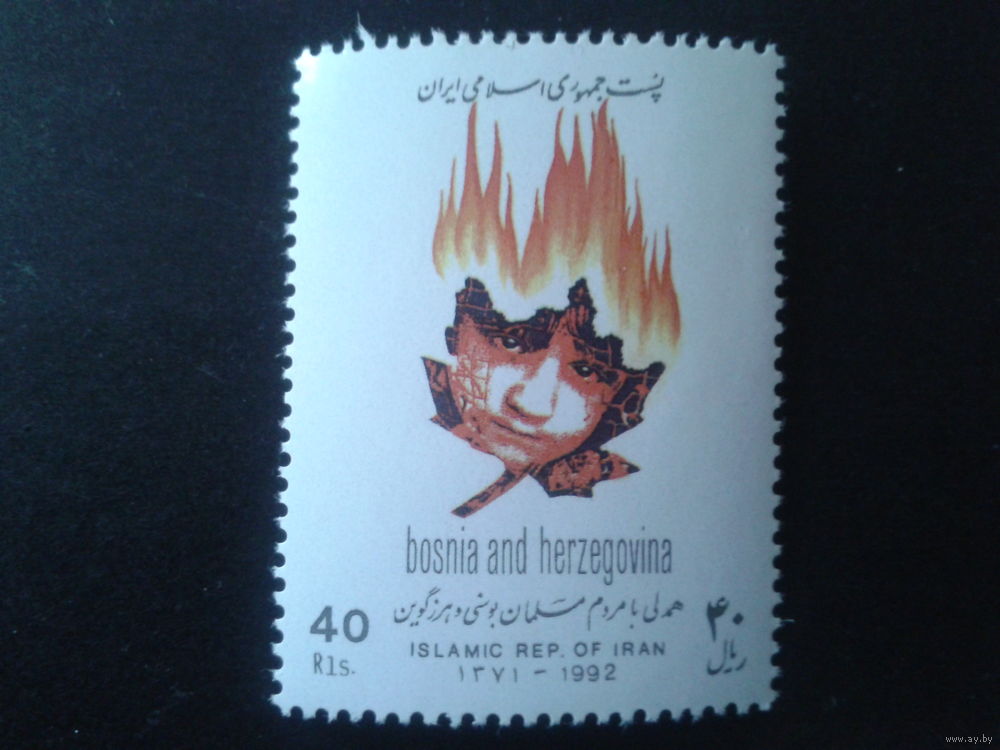 پست جمهوری اسلامی ایران
bosnia and herzegovina
همدلی با مردم مسلمان بوسنی و هرزگوین
40 Rls.
ISLAMIC REP. OF IRAN
۱۳۷۱ - 1992
۴۰ ریال
www.ay.by